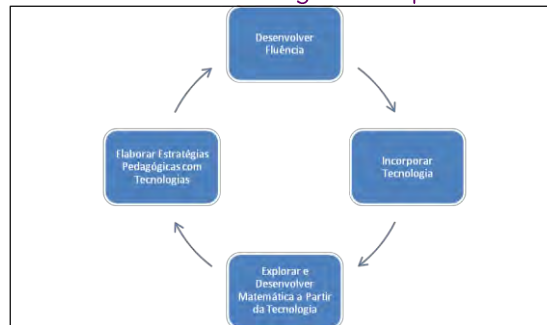 Desenvolver
Fluência
Incorporar
Tecnologia
Explorar e
Desenvolver
Matemática a Partir
da Tecnologia
Elaborar Estratégias
Pedagógicas com
Tecnologias